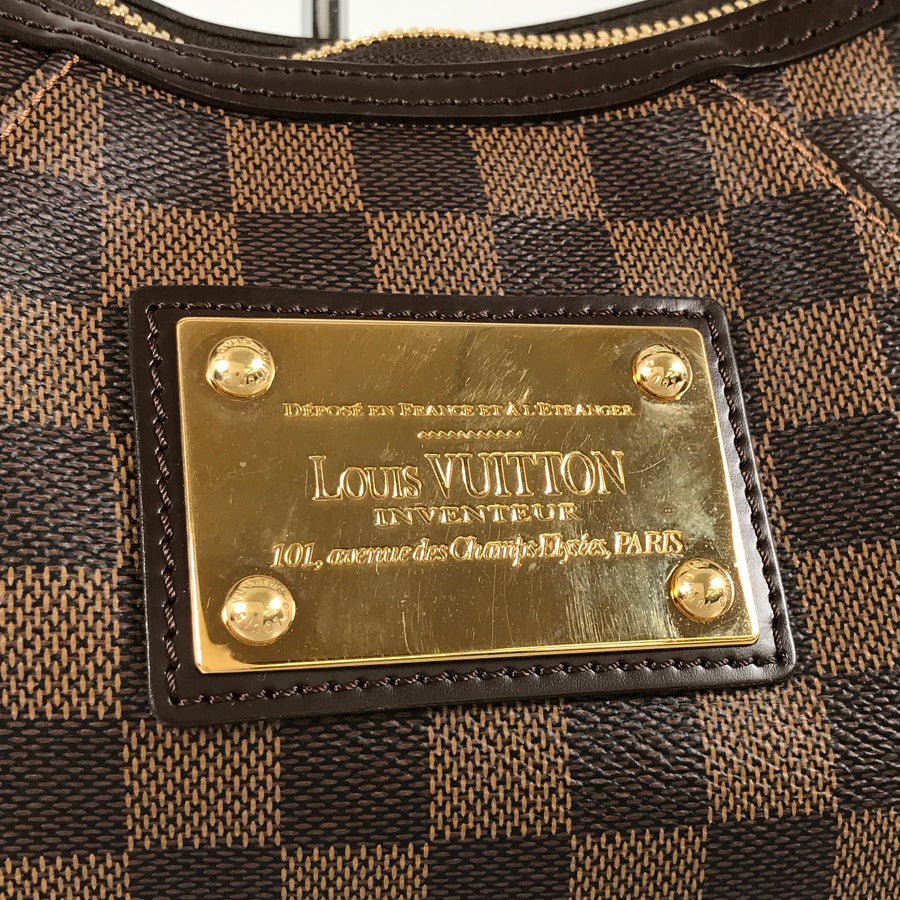 DÉPOSÉ EN FRANCE ET À L'ETRANGER
LOUIS VUITTON
INVENTEUR
101, avenue des Champs Elysées, PARIS